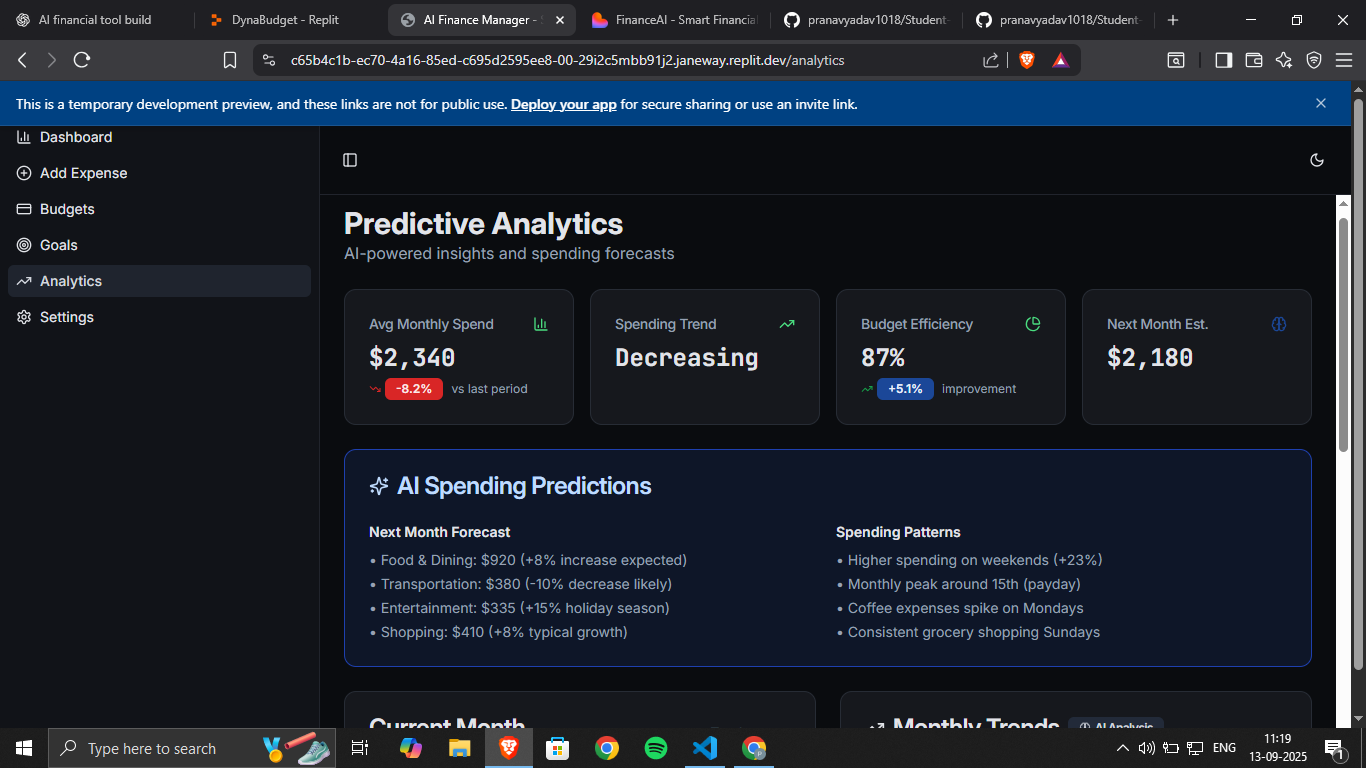 AI financial tool build
DynaBudget - Replit
AI Finance Manager - S
FinanceAI - Smart Financial
pranavyadav1018/Student-
pranavyadav1018/Student-
c65b4c1b-ec70-4a16-85ed-c695d2595ee8-00-29i2c5mbb91j2.janeway.replit.dev/analytics
This is a temporary development preview, and these links are not for public use. Deploy your app for secure sharing or use an invite link.
Dashboard
Add Expense
Budgets
Goals
Analytics
Settings
Predictive Analytics
AI-powered insights and spending forecasts
Avg Monthly Spend
$2,340
-8.2% vs last period
Spending Trend
Decreasing
Budget Efficiency
87%
+5.1% improvement
Next Month Est.
$2,180
AI Spending Predictions
Next Month Forecast
• Food & Dining: $920 (+8% increase expected)
• Transportation: $380 (-10% decrease likely)
• Entertainment: $335 (+15% holiday season)
• Shopping: $410 (+8% typical growth)
Spending Patterns
• Higher spending on weekends (+23%)
• Monthly peak around 15th (payday)
• Coffee expenses spike on Mondays
• Consistent grocery shopping Sundays
Current Month
Monthly Trends
AI Analysis
Type here to search
ENG
11:19
13-09-2025
1